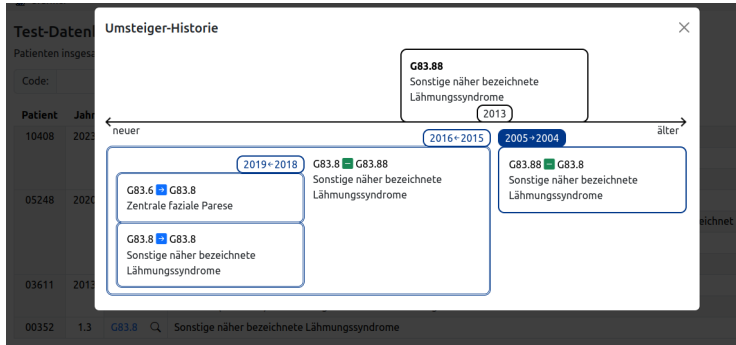 Test-Daten
Umsteiger-Historie
Patienten insgesa
Code:
G83.88
Sonstige näher bezeichnete
Lähmungssyndrome
2013
Patient Jahr
neuer
älter
10408 2023
2016←2015
2005→2004
2019←2018
G83.8 − G83.88
Sonstige näher bezeichnete
Lähmungssyndrome
G83.88 − G83.8
Sonstige näher bezeichnete
Lähmungssyndrome
G83.6 → G83.8
Zentrale faziale Parese
05248 2020
eichnet
G83.8 → G83.8
Sonstige näher bezeichnete
Lähmungssyndrome
03611 2013
00352 1.3 G83.8 Sonstige näher bezeichnete Lähmungssyndrome